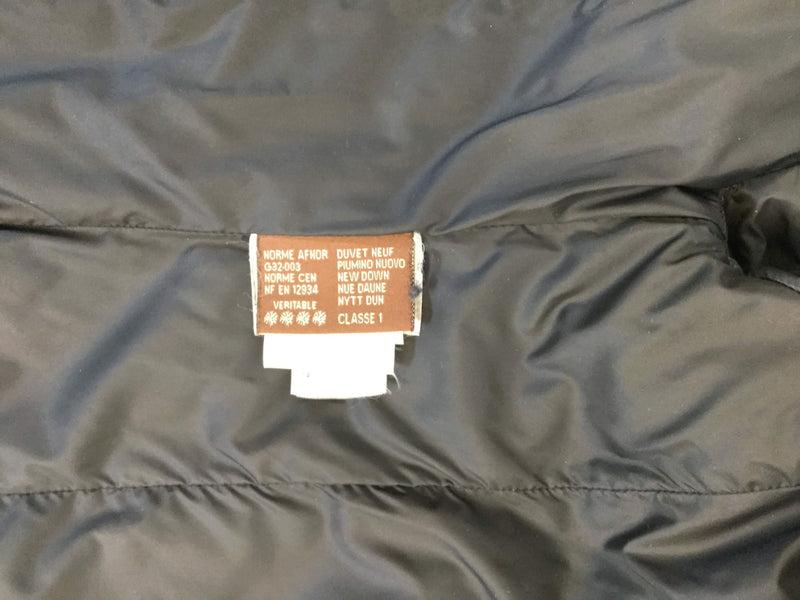 NORME AFNOR
G32-003
NORME CEN
NF EN 12934
VERITABLE
DUVET NEUF
PIUMINO NUOVO
NEW DOWN
NUE DAUNE
NYTT DUN
CLASSE 1